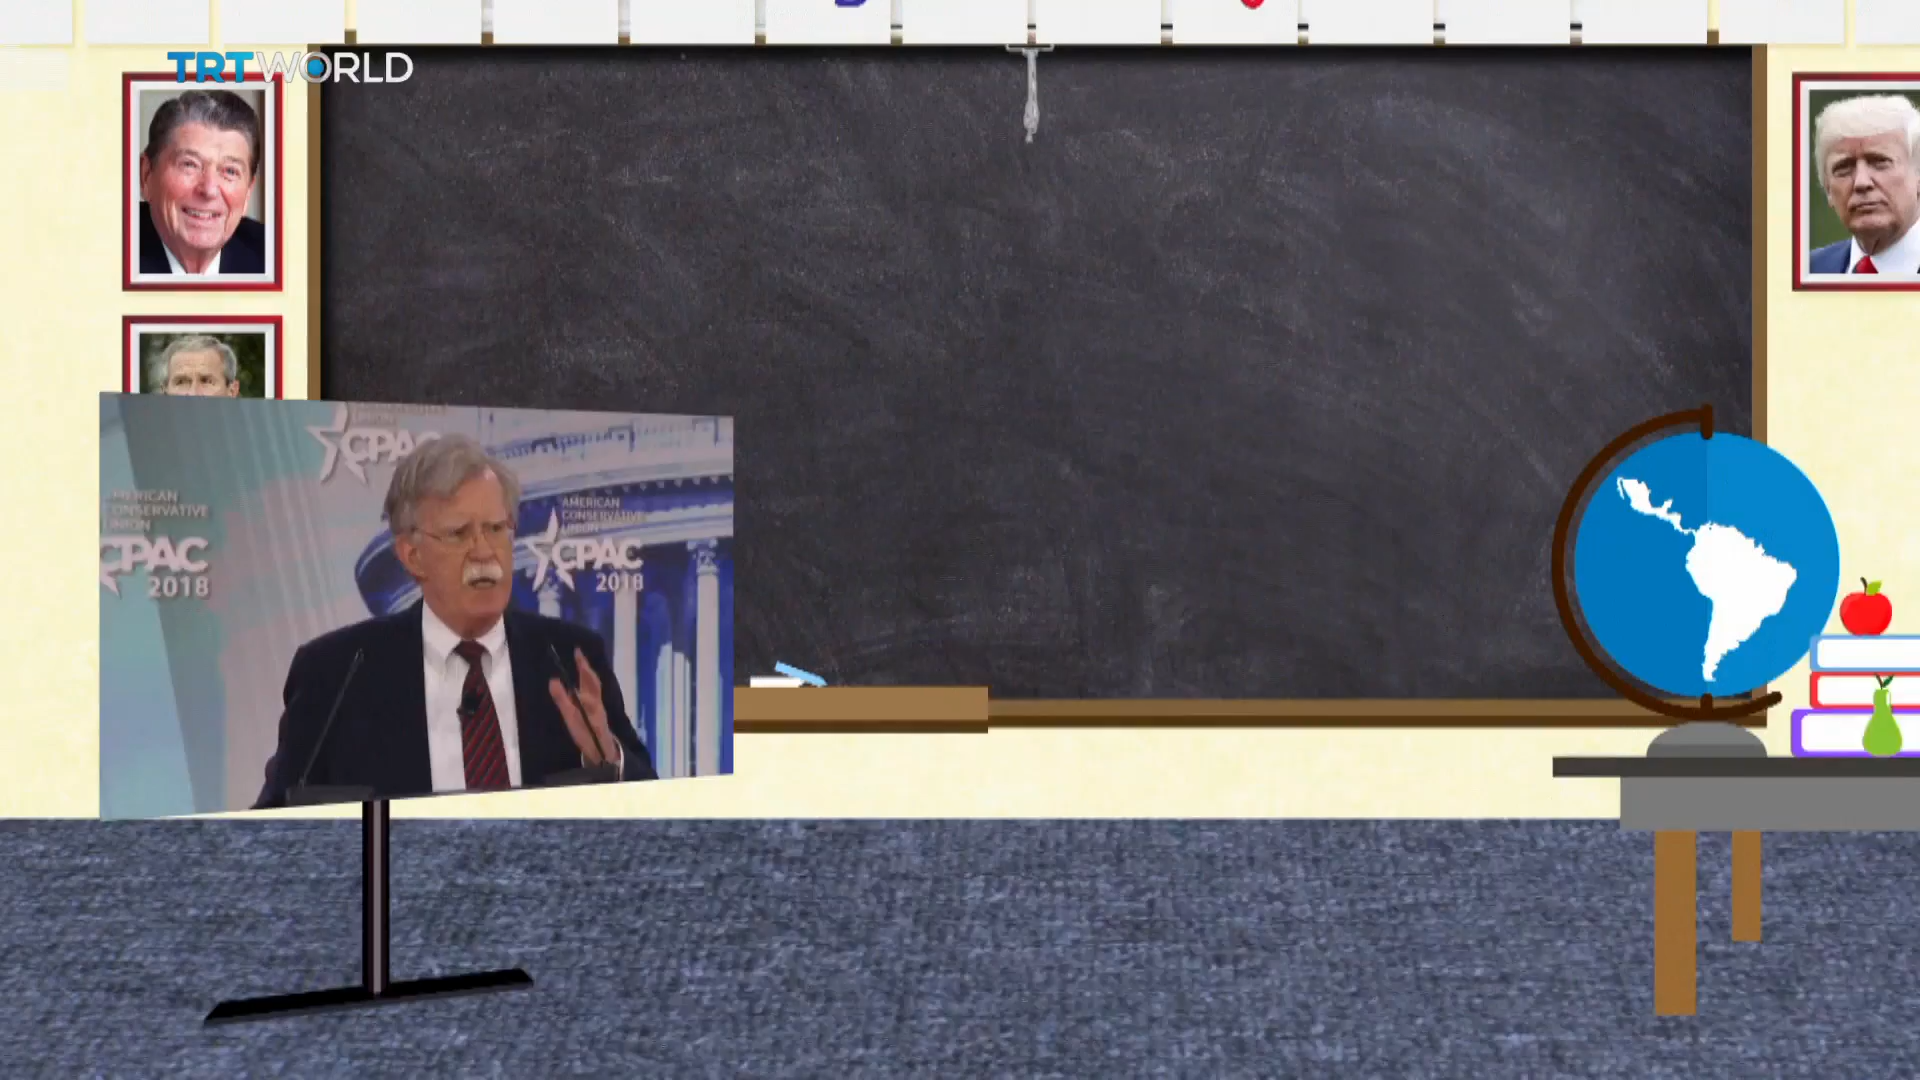 TRT WORLD
CPAC
AMERICAN
CONSERVATIVE
UNION
CPAC
2018
AMERICAN
CONSERVATIVE
UNION
CPAC
2018